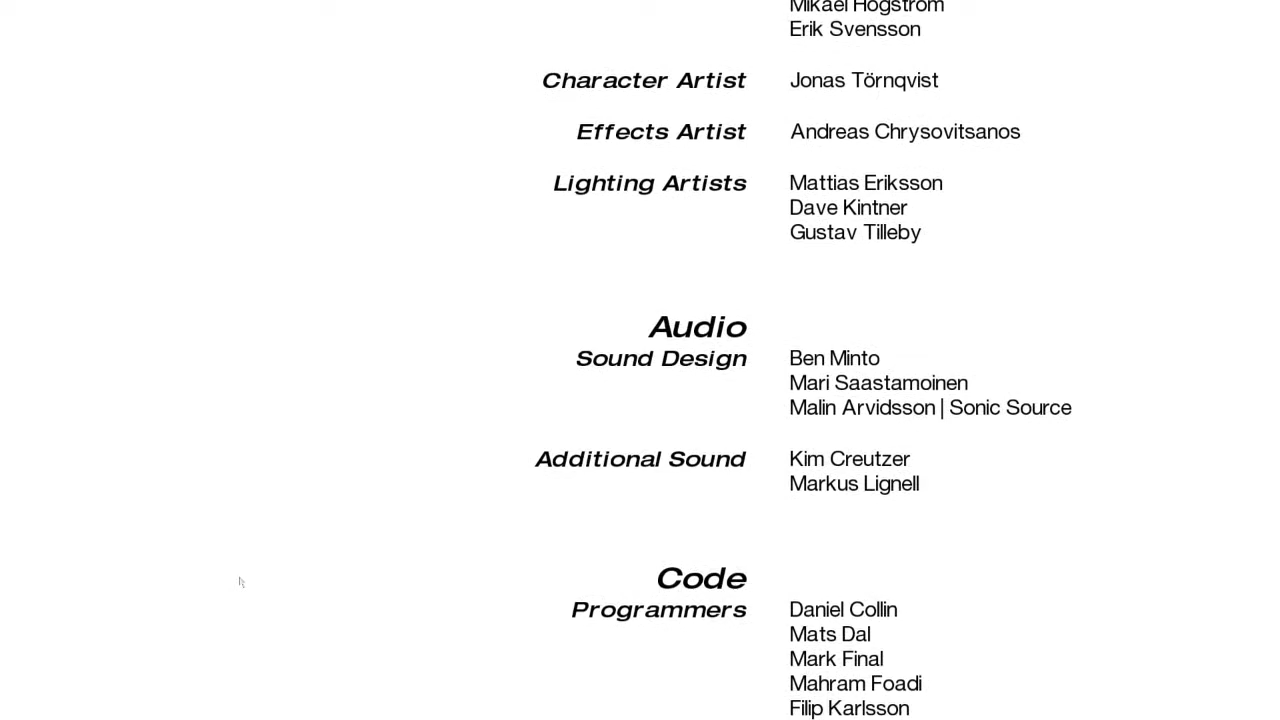 Mikael Högström
Erik Svensson
Character Artist Jonas Törnqvist
Effects Artist Andreas Chrysovitsanos
Lighting Artists Mattias Eriksson
Dave Kintner
Gustav Tilleby
Audio
Sound Design Ben Minto
Mari Saastamoinen
Malin Arvidsson | Sonic Source
Additional Sound Kim Creutzer
Markus Lignell
Code
Programmers Daniel Collin
Mats Dal
Mark Final
Mahram Foadi
Filip Karlsson